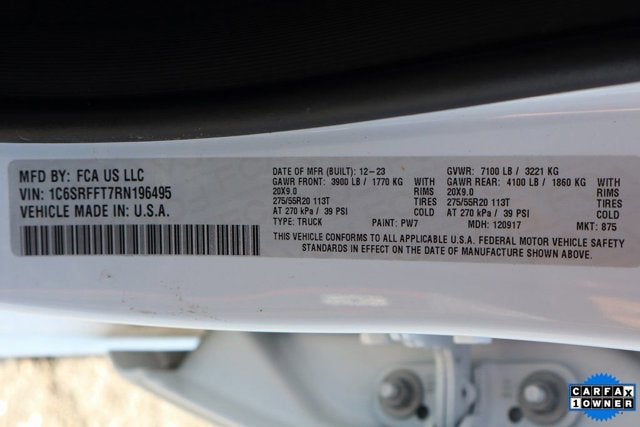 MFD BY: FCA US LLC
VIN: 1C6SRFFT7RN196495
VEHICLE MADE IN: U.S.A.
DATE OF MFR (BUILT): 12-23 GVWR: 7100 LB / 3221 KG
GAWR FRONT: 3900 LB / 1770 KG WITH GAWR REAR: 4100 LB / 1860 KG WITH
20X9.0 RIMS 20X9.0 RIMS
275/55R20 113T TIRES 275/55R20 113T TIRES
AT 270 kPa / 39 PSI COLD AT 270 kPa / 39 PSI COLD
TYPE: TRUCK PAINT: PW7 MDH: 120917 MKT: 875
THIS VEHICLE CONFORMS TO ALL APPLICABLE U.S.A. FEDERAL MOTOR VEHICLE SAFETY
STANDARDS IN EFFECT ON THE DATE OF MANUFACTURE SHOWN ABOVE.
CARFAX
1 OWNER